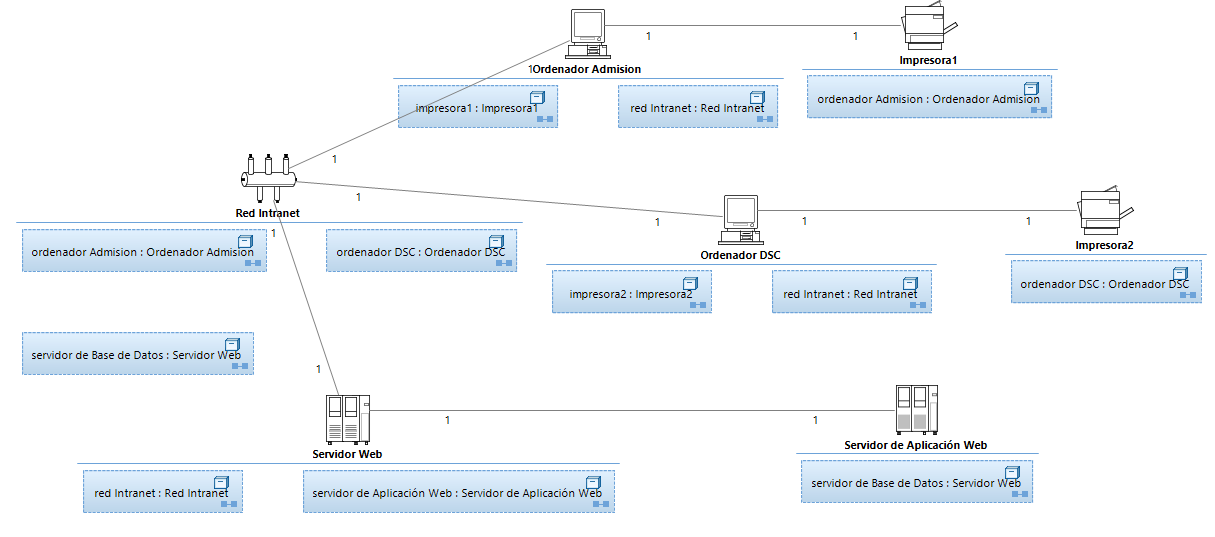 1
1
Impresora1
1
Ordenador Admision
impresora1 : Impresora1
red Intranet : Red Intranet
ordenador Admision : Ordenador Admision
1
1
Red Intranet
1
1
1
1
Ordenador DSC
Impresora2
ordenador Admision : Ordenador Admision
ordenador DSC : Ordenador DSC
impresora2 : Impresora2
red Intranet : Red Intranet
ordenador DSC : Ordenador DSC
servidor de Base de Datos : Servidor Web
1
1
1
Servidor Web
Servidor de Aplicación Web
red Intranet : Red Intranet
servidor de Aplicación Web : Servidor de Aplicación Web
servidor de Base de Datos : Servidor Web